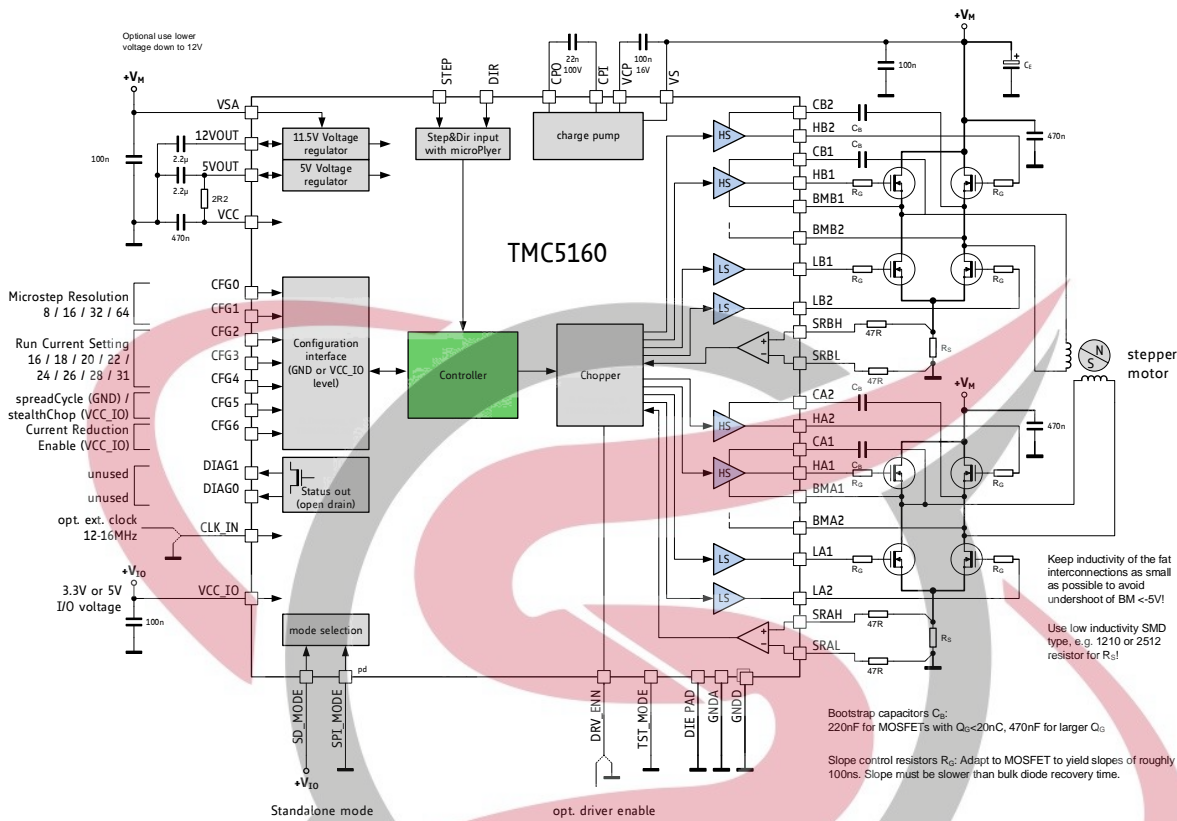 Optional use lower
voltage down to 12V
+VM
VSA
12VOUT
5VOUT
VCC
100n
2.2µ
2.2µ
2R2
470n
11.5V Voltage
regulator
5V Voltage
regulator
STEP
DIR
Step&Dir input
with microPlyer
CPO
22n
100V
CPI
VCP
100n
16V
VS
charge pump
+VM
100n
CE
470n
TMC5160
CB2
CB
HS
HB2
CB1
CB
HS
HB1
RG
RG
BMB1
BMB2
LS
LB1
RG
RG
LS
LB2
SRBH
47R
RS
SRBL
47R
+VM
N
S
stepper
motor
CFG0
CFG1
CFG2
CFG3
CFG4
CFG5
CFG6
Microstep Resolution
8 / 16 / 32 / 64
Run Current Setting
16 / 18 / 20 / 22 /
24 / 26 / 28 / 31
spreadCycle (GND) /
stealthChop (VCC_IO)
Current Reduction
Enable (VCC_IO)
Configuration
interface
(GND or VCC_IO
level)
Controller
Chopper
CA2
CB
HS
HA2
470n
CA1
CB
HS
HA1
RG
RG
BMA1
BMA2
LS
LA1
RG
RG
LS
LA2
SRAH
47R
RS
SRAL
47R
unused
unused
DIAG1
DIAG0
Status out
(open drain)
opt. ext. clock
12-16MHz
CLK_IN
+VIO
3.3V or 5V
I/O voltage
VCC_IO
100n
mode selection
pd
SD_MODE
SPI_MODE
DRV_ENN
TST_MODE
DIE PAD
GNDA
GNDD
+VIO
Standalone mode
opt. driver enable
Keep inductivity of the fat
interconnections as small
as possible to avoid
undershoot of BM <-5V!
Use low inductivity SMD
type, e.g. 1210 or 2512
resistor for RS!
Bootstrap capacitors CB:
220nF for MOSFETs with QG<20nC, 470nF for larger QG
Slope control resistors RG: Adapt to MOSFET to yield slopes of roughly
100ns. Slope must be slower than bulk diode recovery time.